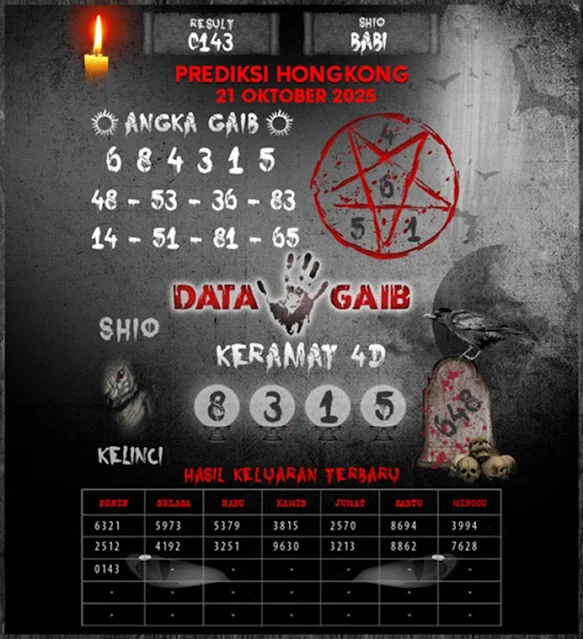 RESULT
0143
SHIO
BABI
PREDIKSI HONGKONG
21 OKTOBER 2025
ANGKA GAIB
6 8 4 3 1 5
48 - 53 - 36 - 83
14 - 51 - 81 - 65
4
6
5 1
DATA GAIB
SHIO
KERAMAT 4D
8 3 1 5
648
KELINCI
HASIL KELUARAN TERBARU
SENIN SELASA RABU KAMIS JUMAT SABTU MINGGU
6321 5973 5379 3815 2570 8694 3994
2512 4192 3251 9630 3213 8862 7628
0143 - - - - - -
- - - - - - -
- - - - - - -